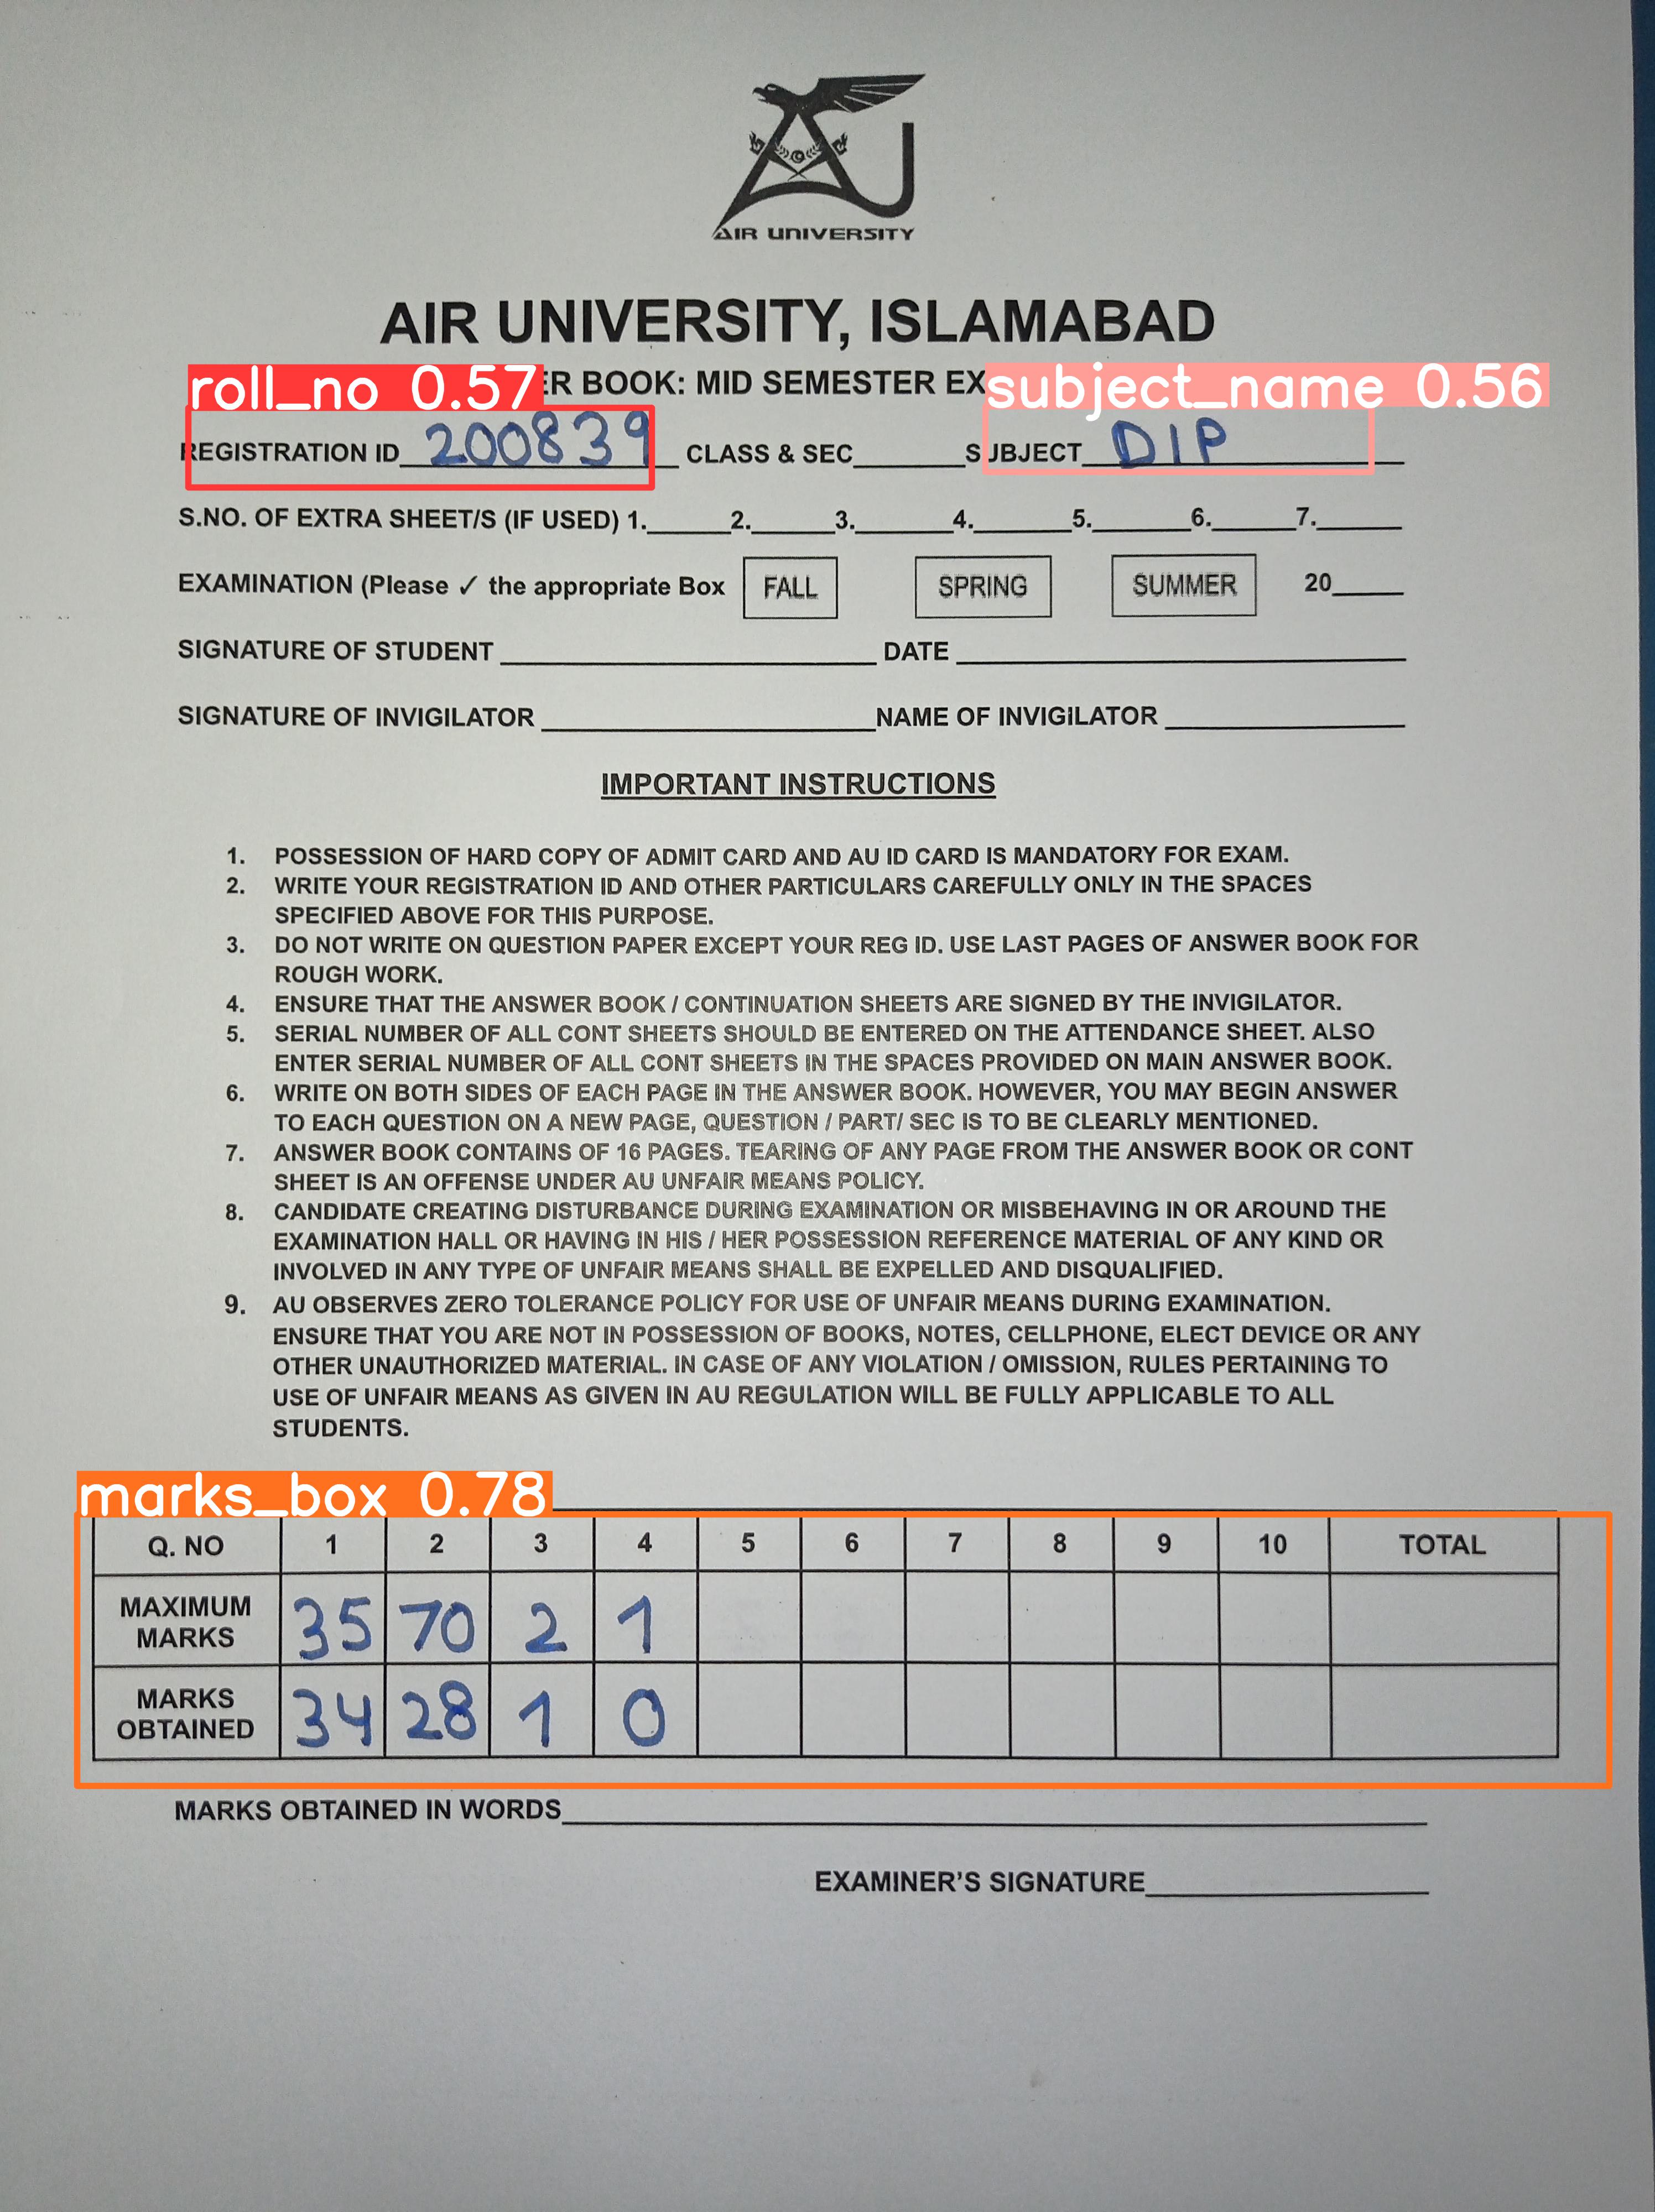 AIR UNIVERSITY
AIR UNIVERSITY, ISLAMABAD
roll_no 0.57 ER BOOK: MID SEMESTER EX subject_name 0.56
REGISTRATION ID 200839 CLASS & SEC SUBJECT DIP
S.NO. OF EXTRA SHEET/S (IF USED) 1. 2. 3. 4. 5. 6. 7.
EXAMINATION (Please ✓ the appropriate Box FALL SPRING SUMMER 20
SIGNATURE OF STUDENT DATE
SIGNATURE OF INVIGILATOR NAME OF INVIGILATOR
IMPORTANT INSTRUCTIONS
1. POSSESSION OF HARD COPY OF ADMIT CARD AND AU ID CARD IS MANDATORY FOR EXAM.
2. WRITE YOUR REGISTRATION ID AND OTHER PARTICULARS CAREFULLY ONLY IN THE SPACES
SPECIFIED ABOVE FOR THIS PURPOSE.
3. DO NOT WRITE ON QUESTION PAPER EXCEPT YOUR REG ID. USE LAST PAGES OF ANSWER BOOK FOR
ROUGH WORK.
4. ENSURE THAT THE ANSWER BOOK / CONTINUATION SHEETS ARE SIGNED BY THE INVIGILATOR.
5. SERIAL NUMBER OF ALL CONT SHEETS SHOULD BE ENTERED ON THE ATTENDANCE SHEET. ALSO
ENTER SERIAL NUMBER OF ALL CONT SHEETS IN THE SPACES PROVIDED ON MAIN ANSWER BOOK.
6. WRITE ON BOTH SIDES OF EACH PAGE IN THE ANSWER BOOK. HOWEVER, YOU MAY BEGIN ANSWER
TO EACH QUESTION ON A NEW PAGE, QUESTION / PART/ SEC IS TO BE CLEARLY MENTIONED.
7. ANSWER BOOK CONTAINS OF 16 PAGES. TEARING OF ANY PAGE FROM THE ANSWER BOOK OR CONT
SHEET IS AN OFFENSE UNDER AU UNFAIR MEANS POLICY.
8. CANDIDATE CREATING DISTURBANCE DURING EXAMINATION OR MISBEHAVING IN OR AROUND THE
EXAMINATION HALL OR HAVING IN HIS / HER POSSESSION REFERENCE MATERIAL OF ANY KIND OR
INVOLVED IN ANY TYPE OF UNFAIR MEANS SHALL BE EXPELLED AND DISQUALIFIED.
9. AU OBSERVES ZERO TOLERANCE POLICY FOR USE OF UNFAIR MEANS DURING EXAMINATION.
ENSURE THAT YOU ARE NOT IN POSSESSION OF BOOKS, NOTES, CELLPHONE, ELECT DEVICE OR ANY
OTHER UNAUTHORIZED MATERIAL. IN CASE OF ANY VIOLATION / OMISSION, RULES PERTAINING TO
USE OF UNFAIR MEANS AS GIVEN IN AU REGULATION WILL BE FULLY APPLICABLE TO ALL
STUDENTS.
marks_box 0.78
Q. NO 1 2 3 4 5 6 7 8 9 10 TOTAL
MAXIMUM MARKS 35 70 2 1
MARKS OBTAINED 34 28 1 0
MARKS OBTAINED IN WORDS
EXAMINER'S SIGNATURE